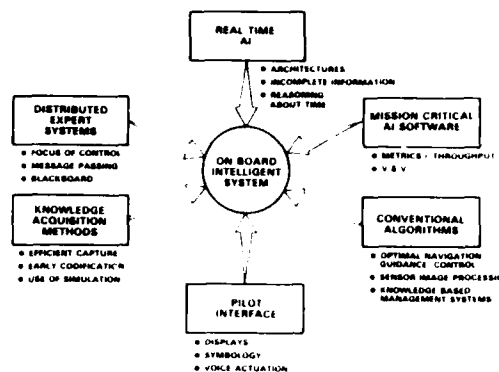 REAL TIME
AI
• ARCHITECTURES
• INCOMPLETE INFORMATION
• REASONING
ABOUT TIME
DISTRIBUTED
EXPERT
SYSTEMS
• FOCUS OF CONTROL
• MESSAGE PASSING
• BLACKBOARD
MISSION CRITICAL
AI SOFTWARE
• METRICS / THROUGHPUT
• V & V
ON BOARD
INTELLIGENT
SYSTEM
KNOWLEDGE
ACQUISITION
METHODS
• EFFICIENT CAPTURE
• EARLY CODIFICATION
• USE OF SIMULATION
CONVENTIONAL
ALGORITHMS
• OPTIMAL NAVIGATION
GUIDANCE CONTROL
• SENSOR IMAGE PROCESSI
• KNOWLEDGE BASED
MANAGEMENT SYSTEMS
PILOT
INTERFACE
• DISPLAYS
• SYMBOLOGY
• VOICE ACTUATION